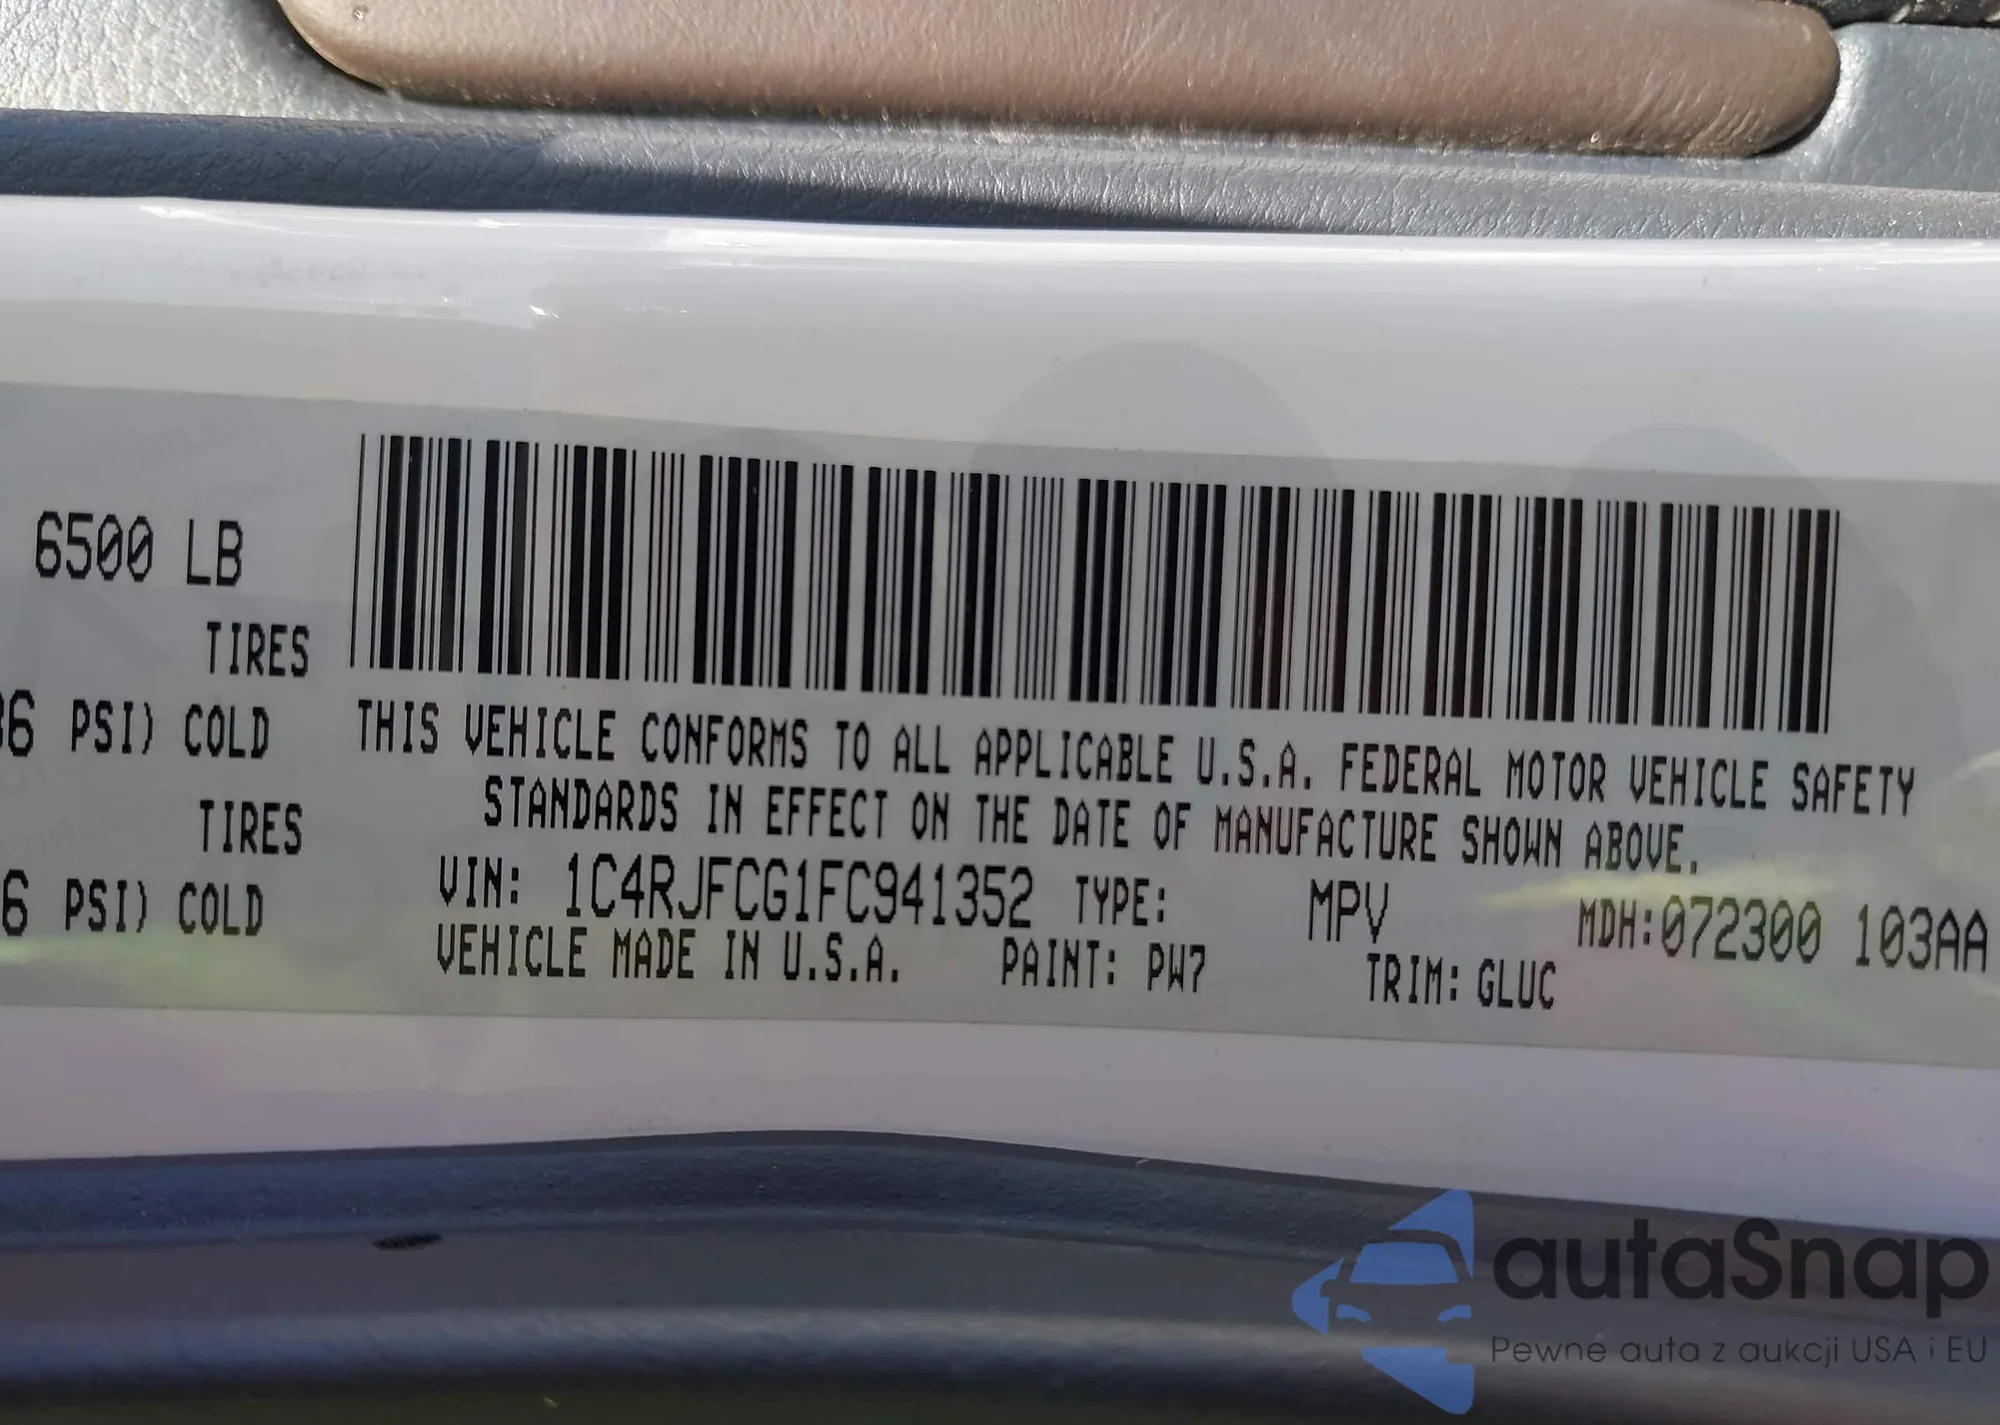 6500 LB
TIRES
36 PSI) COLD
TIRES
6 PSI) COLD
THIS VEHICLE CONFORMS TO ALL APPLICABLE U.S.A. FEDERAL MOTOR VEHICLE SAFETY
STANDARDS IN EFFECT ON THE DATE OF MANUFACTURE SHOWN ABOVE.
VIN: 1C4RJFCG1FC941352 TYPE: MPV MDH:072300 103AA
VEHICLE MADE IN U.S.A. PAINT: PW7 TRIM: GLUC
autaSnap
Pewne auta z aukcji USA i EU